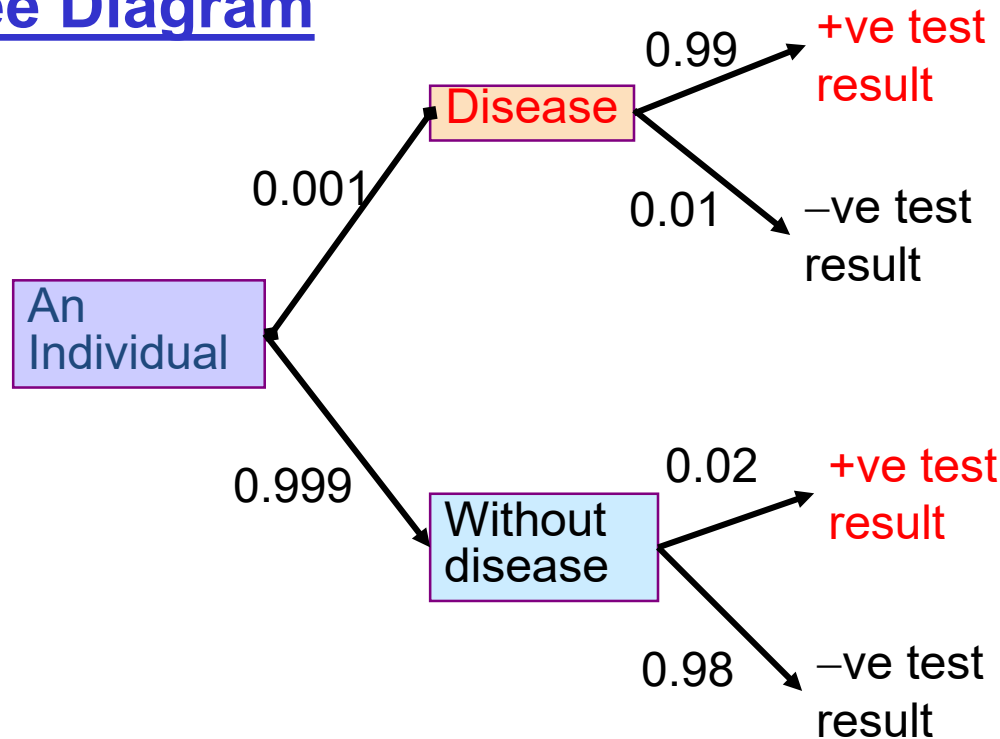 ee Diagram
0.99
+ve test
result
Disease
0.001
0.01
–ve test
result
An
Individual
0.999
0.02
+ve test
result
Without
disease
0.98
–ve test
result